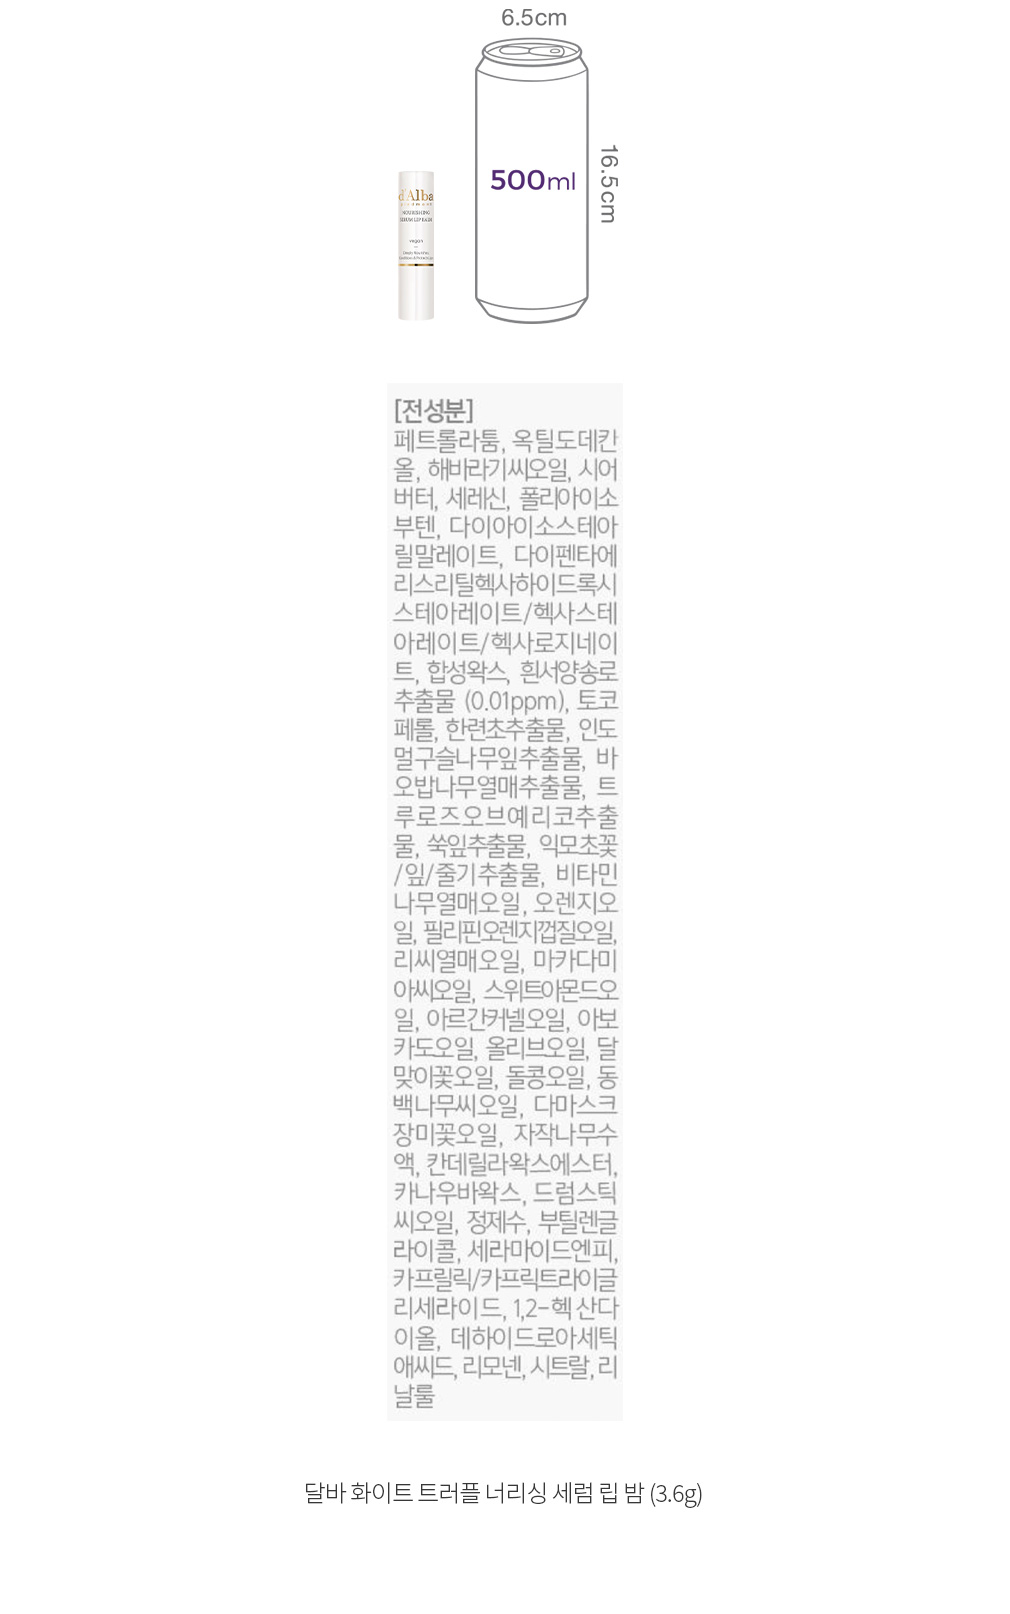 6.5cm
500ml
16.5cm
d'Alba
NOURISHING
SERUM LIP BALM
vegan
[전성분]
페트롤라툼, 옥틸도데칸
올, 해바라기씨오일, 시어
버터, 세레신, 폴리아이소
부텐, 다이아이소스테아
릴말레이트, 다이펜타에
리스리틸헥사하이드록시
스테아레이트/헥사스테
아레이트/헥사로지네이
트, 합성왁스, 흰서양송로
추출물 (0.01ppm), 토코
페롤, 한련초추출물, 인도
멀구슬나무잎추출물, 바
오밥나무열매추출물, 트
루로즈오브예리코추출
물, 쑥잎추출물, 익모초꽃
/잎/줄기추출물, 비타민
나무열매오일, 오렌지오
일, 필리핀오렌지껍질오일,
리씨열매오일, 마카다미
아씨오일, 스위트아몬드오
일, 아르간커넬오일, 아보
카도오일, 올리브오일, 달
맞이꽃오일, 돌콩오일, 동
백나무씨오일, 다마스크
장미꽃오일, 자작나무수
액, 칸데릴라왁스에스터,
카나우바왁스, 드럼스틱
씨오일, 정제수, 부틸렌글
라이콜, 세라마이드엔피,
카프릴릭/카프릭트라이글
리세라이드, 1,2-헥산다
이올, 데하이드로아세틱
애씨드, 리모넨, 시트랄, 리
날룰
달바 화이트 트러플 너리싱 세럼 립 밤 (3.6g)